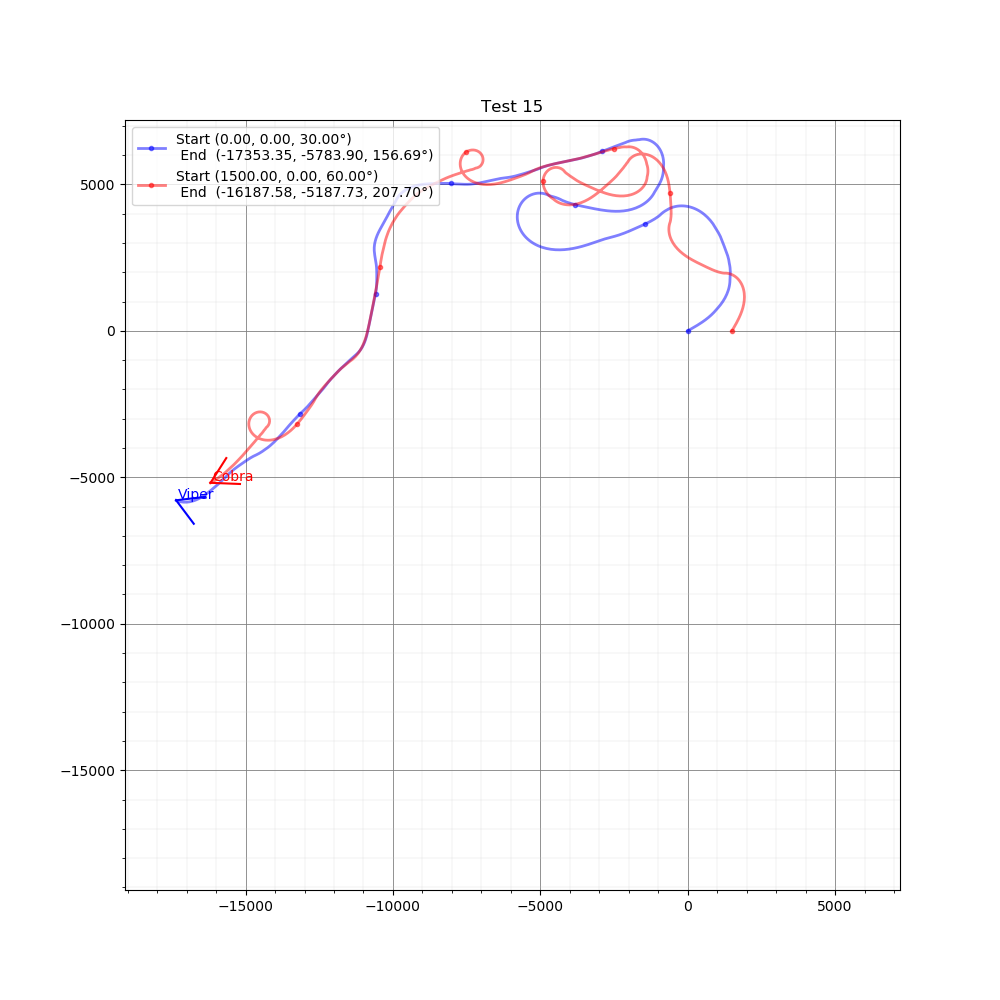 Test 15
Start (0.00, 0.00, 30.00°)
End (-17353.35, -5783.90, 156.69°)
Start (1500.00, 0.00, 60.00°)
End (-16187.58, -5187.73, 207.70°)
5000
0
−5000
−10000
−15000
Cobra
Viper
−15000
−10000
−5000
0
5000